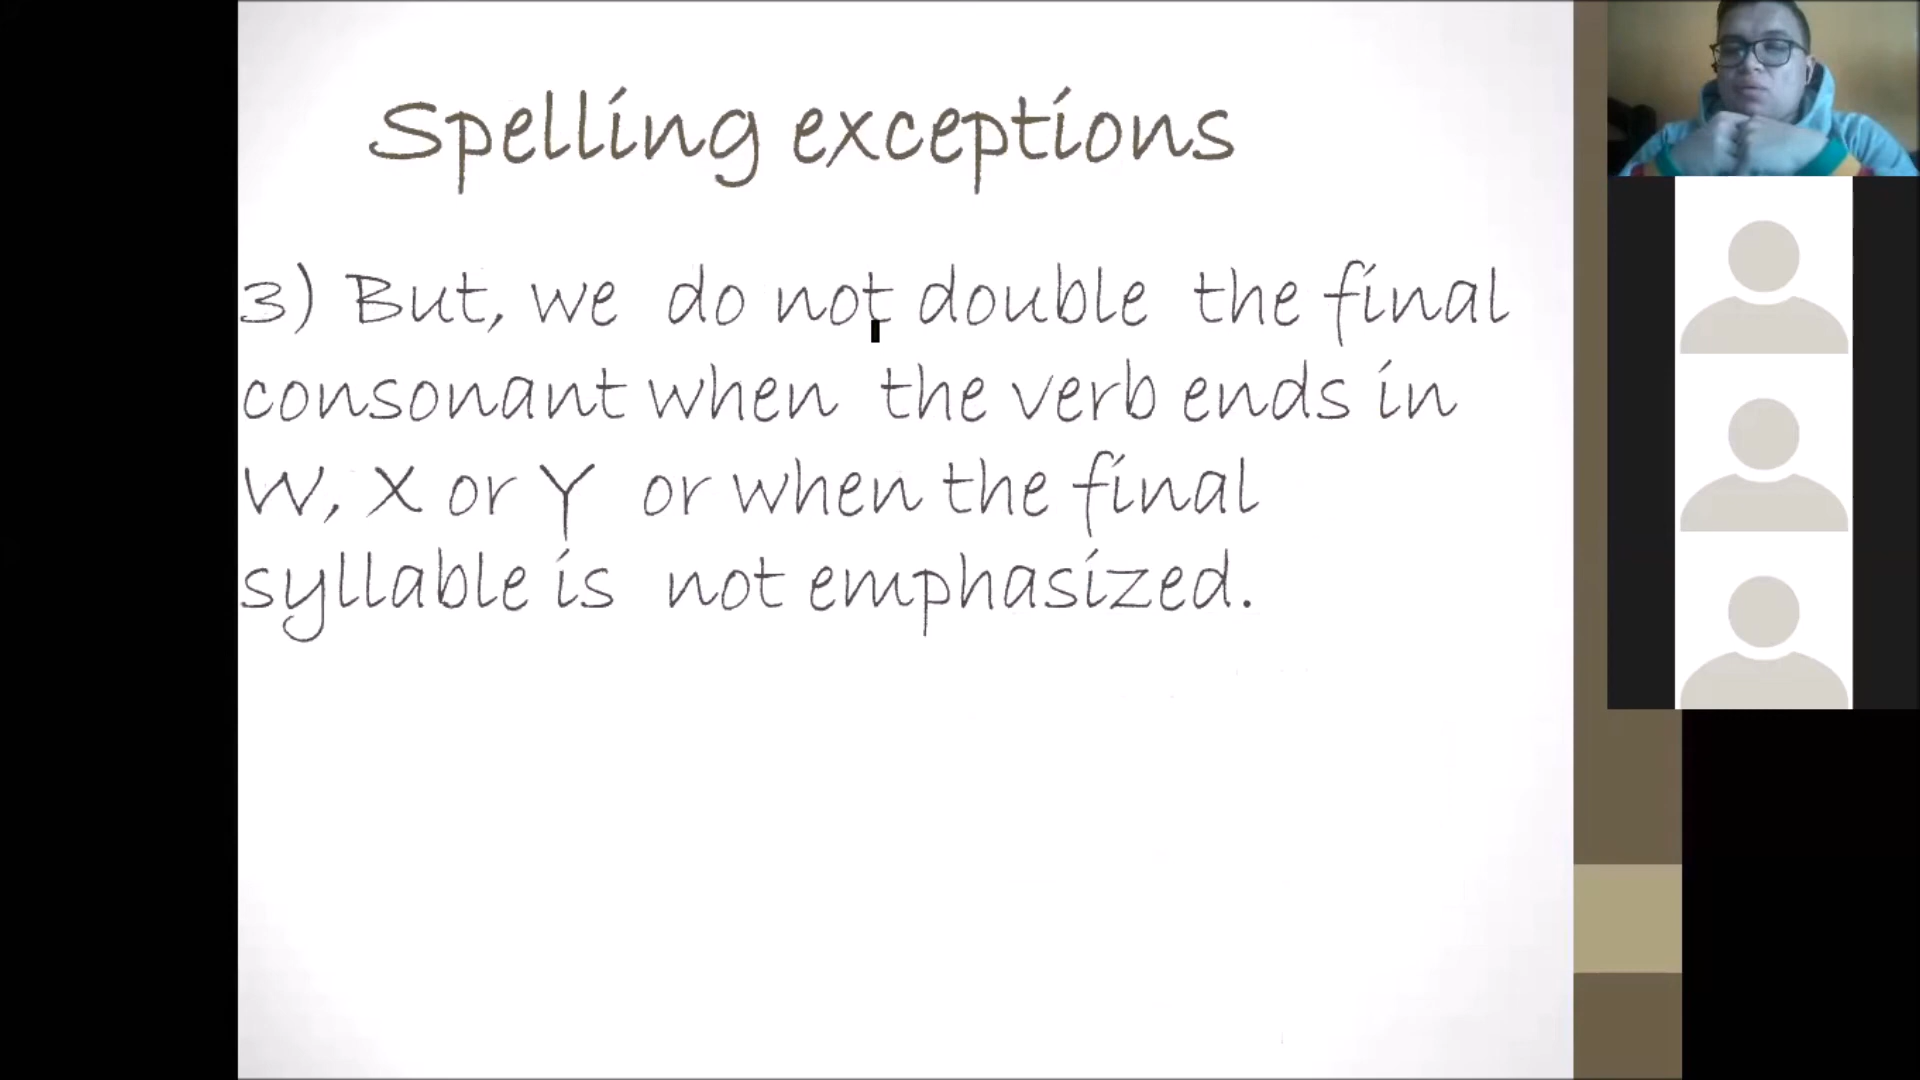 Spelling exceptions
3) But, we do not double the final
consonant when the verb ends in
W, X or Y or when the final
syllable is not emphasized.